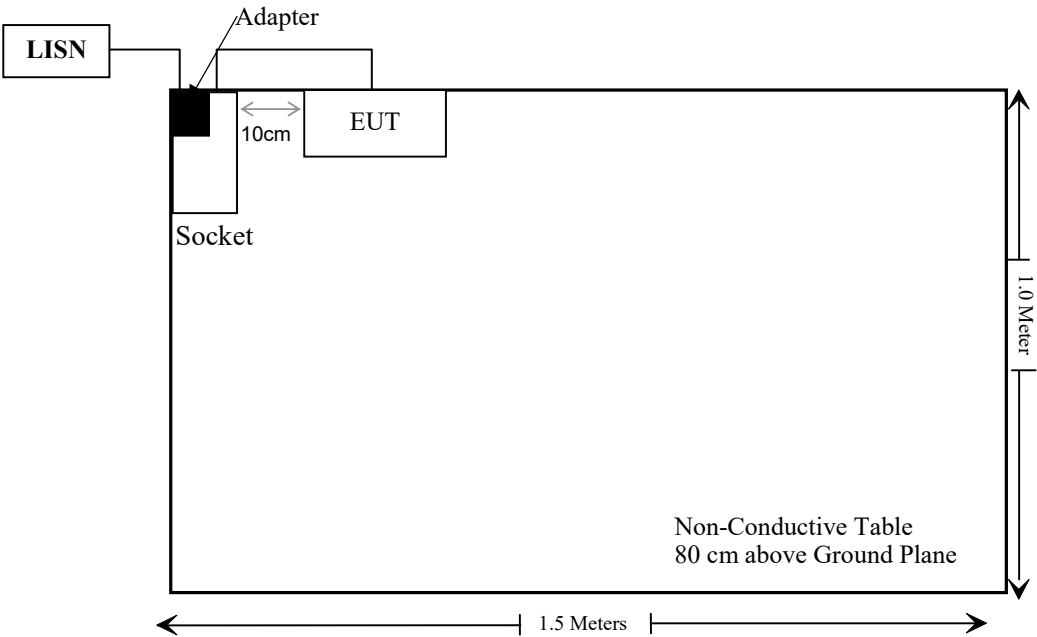 Adapter
LISN
EUT
10cm
Socket
1.0 Meter
Non-Conductive Table
80 cm above Ground Plane
1.5 Meters